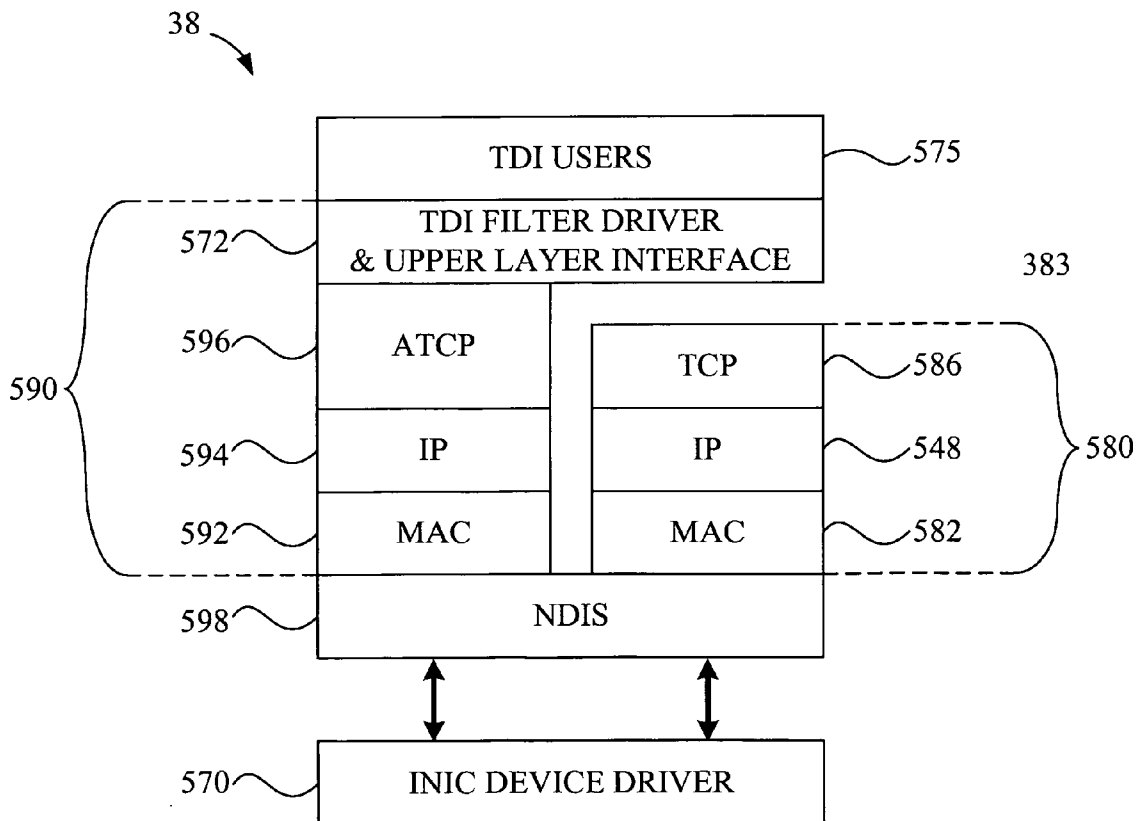 38
TDI USERS
575
572
TDI FILTER DRIVER
& UPPER LAYER INTERFACE
383
596
ATCP
TCP
586
590
594
IP
IP
548
580
592
MAC
MAC
582
598
NDIS
570
INIC DEVICE DRIVER